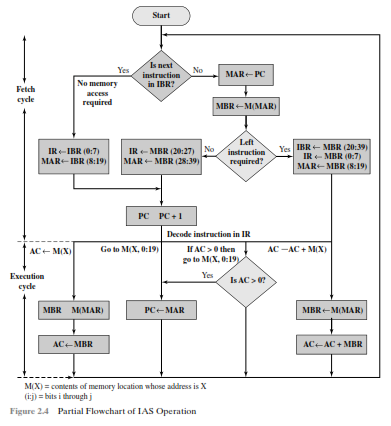 Start
Is next
instruction
in IBR?
Yes
No
No memory
access
required
MAR ← PC
Fetch
cycle
MBR ← M(MAR)
Left
instruction
required?
No
Yes
IR ← IBR (0:7)
MAR ← IBR (8:19)
IR ← MBR (20:27)
MAR ← MBR (28:39)
IBR ← MBR (20:39)
IR ← MBR (0:7)
MAR ← MBR (8:19)
PC PC + 1
Decode instruction in IR
AC ← M(X)
Go to M(X, 0:19)
If AC > 0 then
go to M(X, 0:19)
AC — AC + M(X)
Execution
cycle
Yes
Is AC > 0?
MBR M(MAR)
PC ← MAR
MBR ← M(MAR)
AC ← MBR
AC ← AC + MBR
M(X) = contents of memory location whose address is X
(i:j) = bits i through j
Figure 2.4 Partial Flowchart of IAS Operation